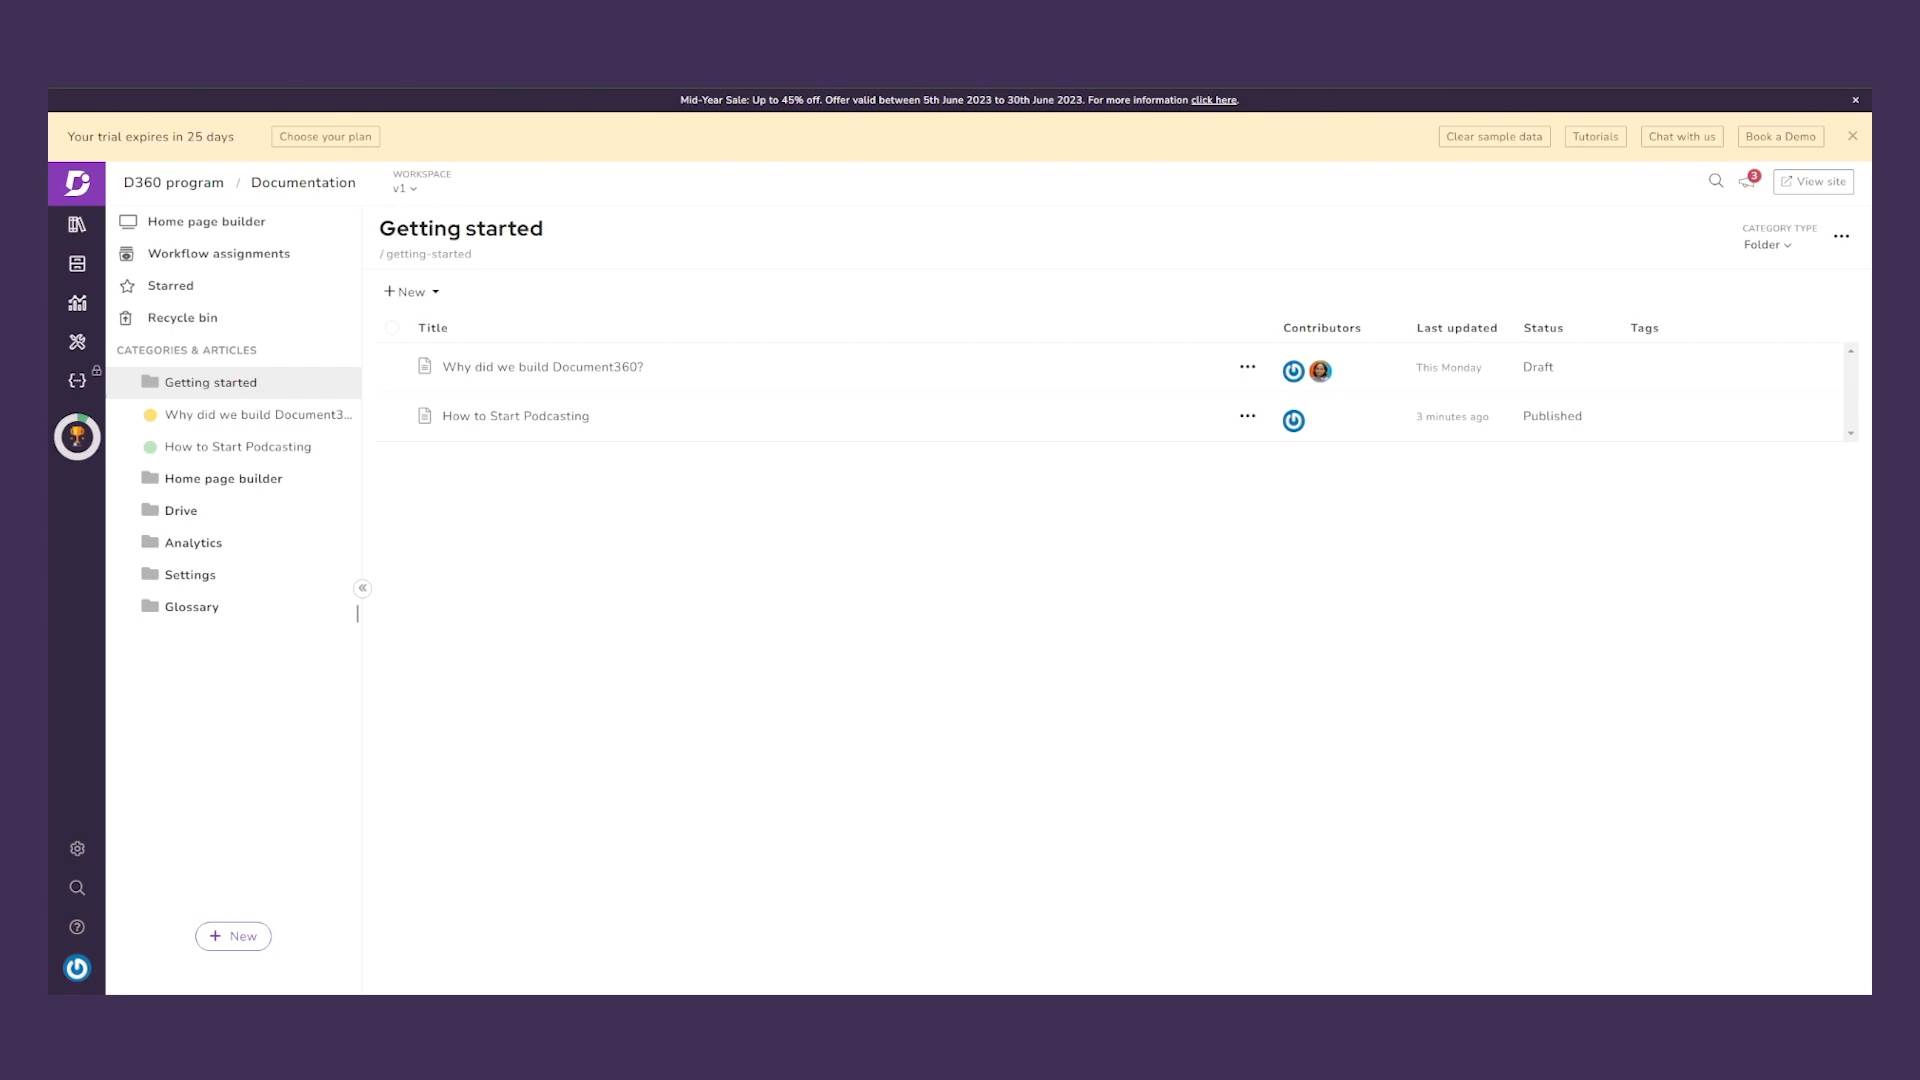 Mid-Year Sale: Up to 45% off. Offer valid between 5th June 2023 to 30th June 2023. For more information click here.
Your trial expires in 25 days
Choose your plan
Clear sample data
Tutorials
Chat with us
Book a Demo
D360 program / Documentation
WORKSPACE
v1
3
View site
Home page builder
Workflow assignments
Starred
Recycle bin
CATEGORIES & ARTICLES
Getting started
Why did we build Document3...
How to Start Podcasting
Home page builder
Drive
Analytics
Settings
Glossary
+ New
Getting started
/ getting-started
CATEGORY TYPE
Folder
+ New
Title Contributors Last updated Status Tags
Why did we build Document360? This Monday Draft
How to Start Podcasting 3 minutes ago Published